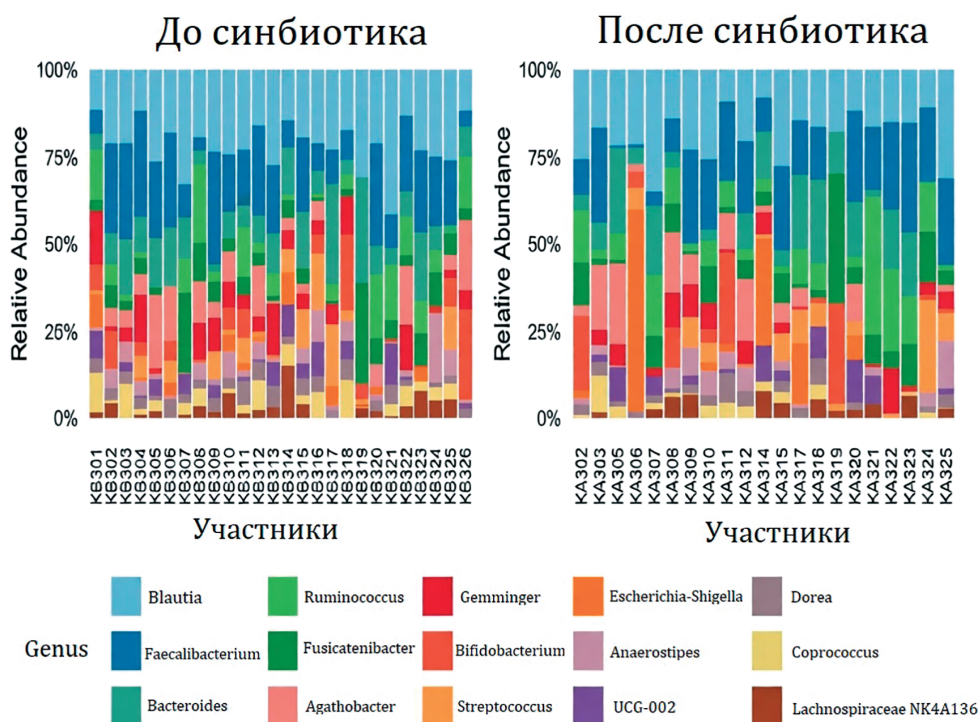 До синбиотика
После синбиотика
100%
75%
50%
25%
0%
Relative Abundance
KB301 KB302 KB303 KB304 KB305 KB306 KB307 KB308 KB309 KB310 KB311 KB312 KB313 KB314 KB315 KB316 KB317 KB318 KB319 KB320 KB321 KB322 KB323 KB324 KB325 KB326
Участники
100%
75%
50%
25%
0%
Relative Abundance
KA302 KA303 KA305 KA306 KA307 KA308 KA309 KA310 KA311 KA312 KA314 KA315 KA317 KA316 KA319 KA320 KA321 KA322 KA323 KA324 KA325
Участники
Genus
Blautia
Ruminococcus
Gemminger
Escherichia-Shigella
Dorea
Faecalibacterium
Fusicatenibacter
Bifidobacterium
Anaerostipes
Coprococcus
Bacteroides
Agathobacter
Streptococcus
UCG-002
Lachnospiraceae NK4A136